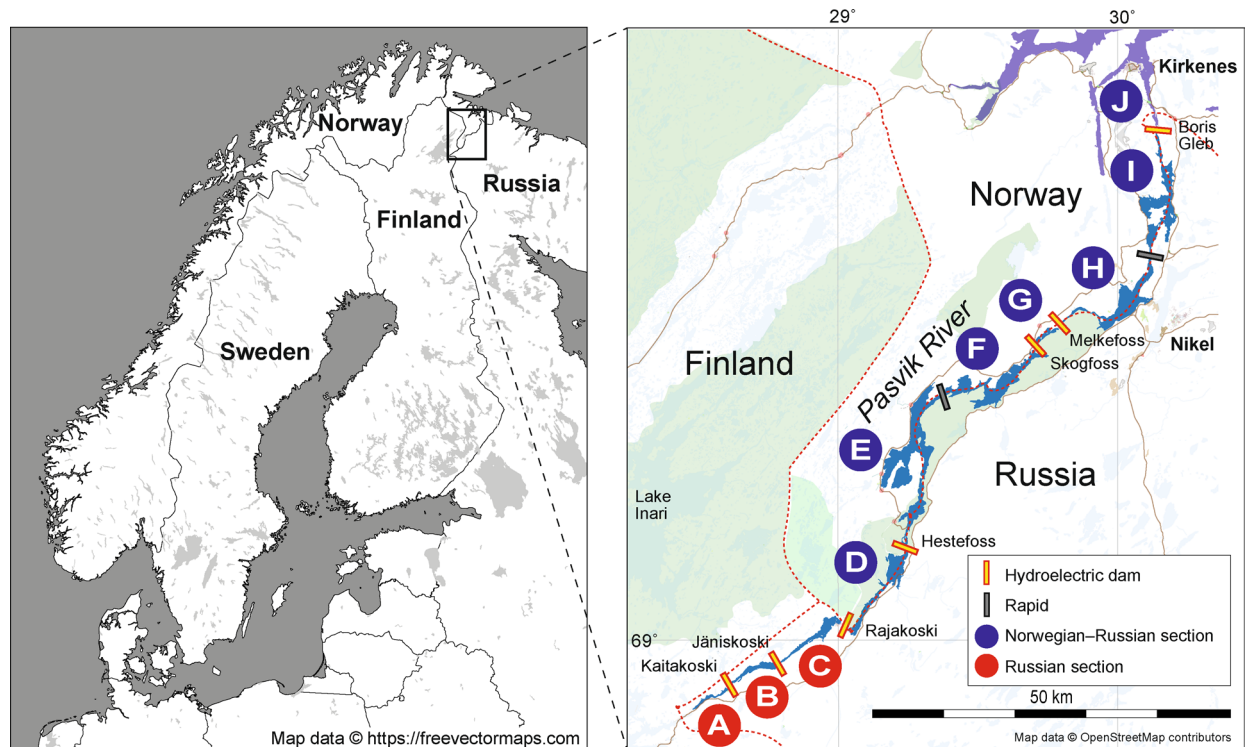 Norway
Russia
Finland
Sweden
Map data © https://freevectormaps.com
29°
30°
Kirkenes
J
Boris
Gleb
I
Norway
H
G
Melkefoss
Skogfoss
Nikel
F
Pasvik River
Finland
E
Russia
Lake
Inari
Hestefoss
D
Rajakoski
69°
Jäniskoski
Kaitakoski
C
B
A
Hydroelectric dam
Rapid
Norwegian–Russian section
Russian section
50 km
Map data © OpenStreetMap contributors